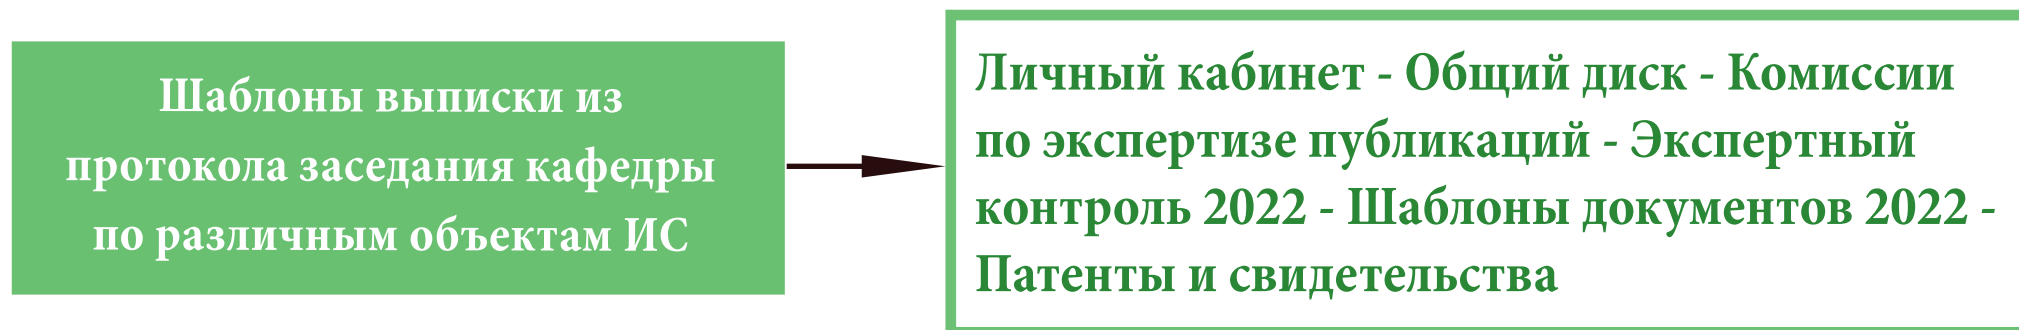 Шаблоны выписки из
протокола заседания кафедры
по различным объектам ИС
Личный кабинет - Общий диск - Комиссии
по экспертизе публикаций - Экспертный
контроль 2022 - Шаблоны документов 2022 -
Патенты и свидетельства